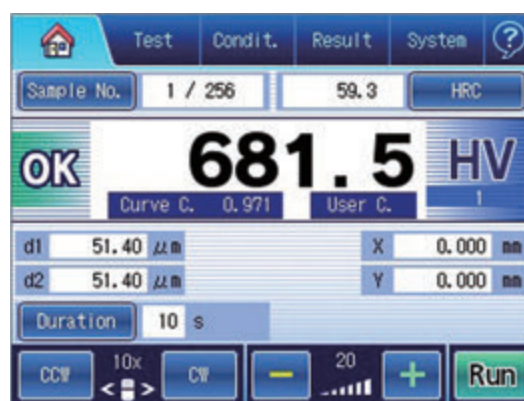 Test Condit. Result System ?
Sample No. 1 / 256 59.3 HRC
OK 681.5 HV
Curve C. 0.971 User C. 1
d1 51.40 μm X 0.000 mm
d2 51.40 μm Y 0.000 mm
Duration 10 s
CCW 10x CW − 20 + Run
< >